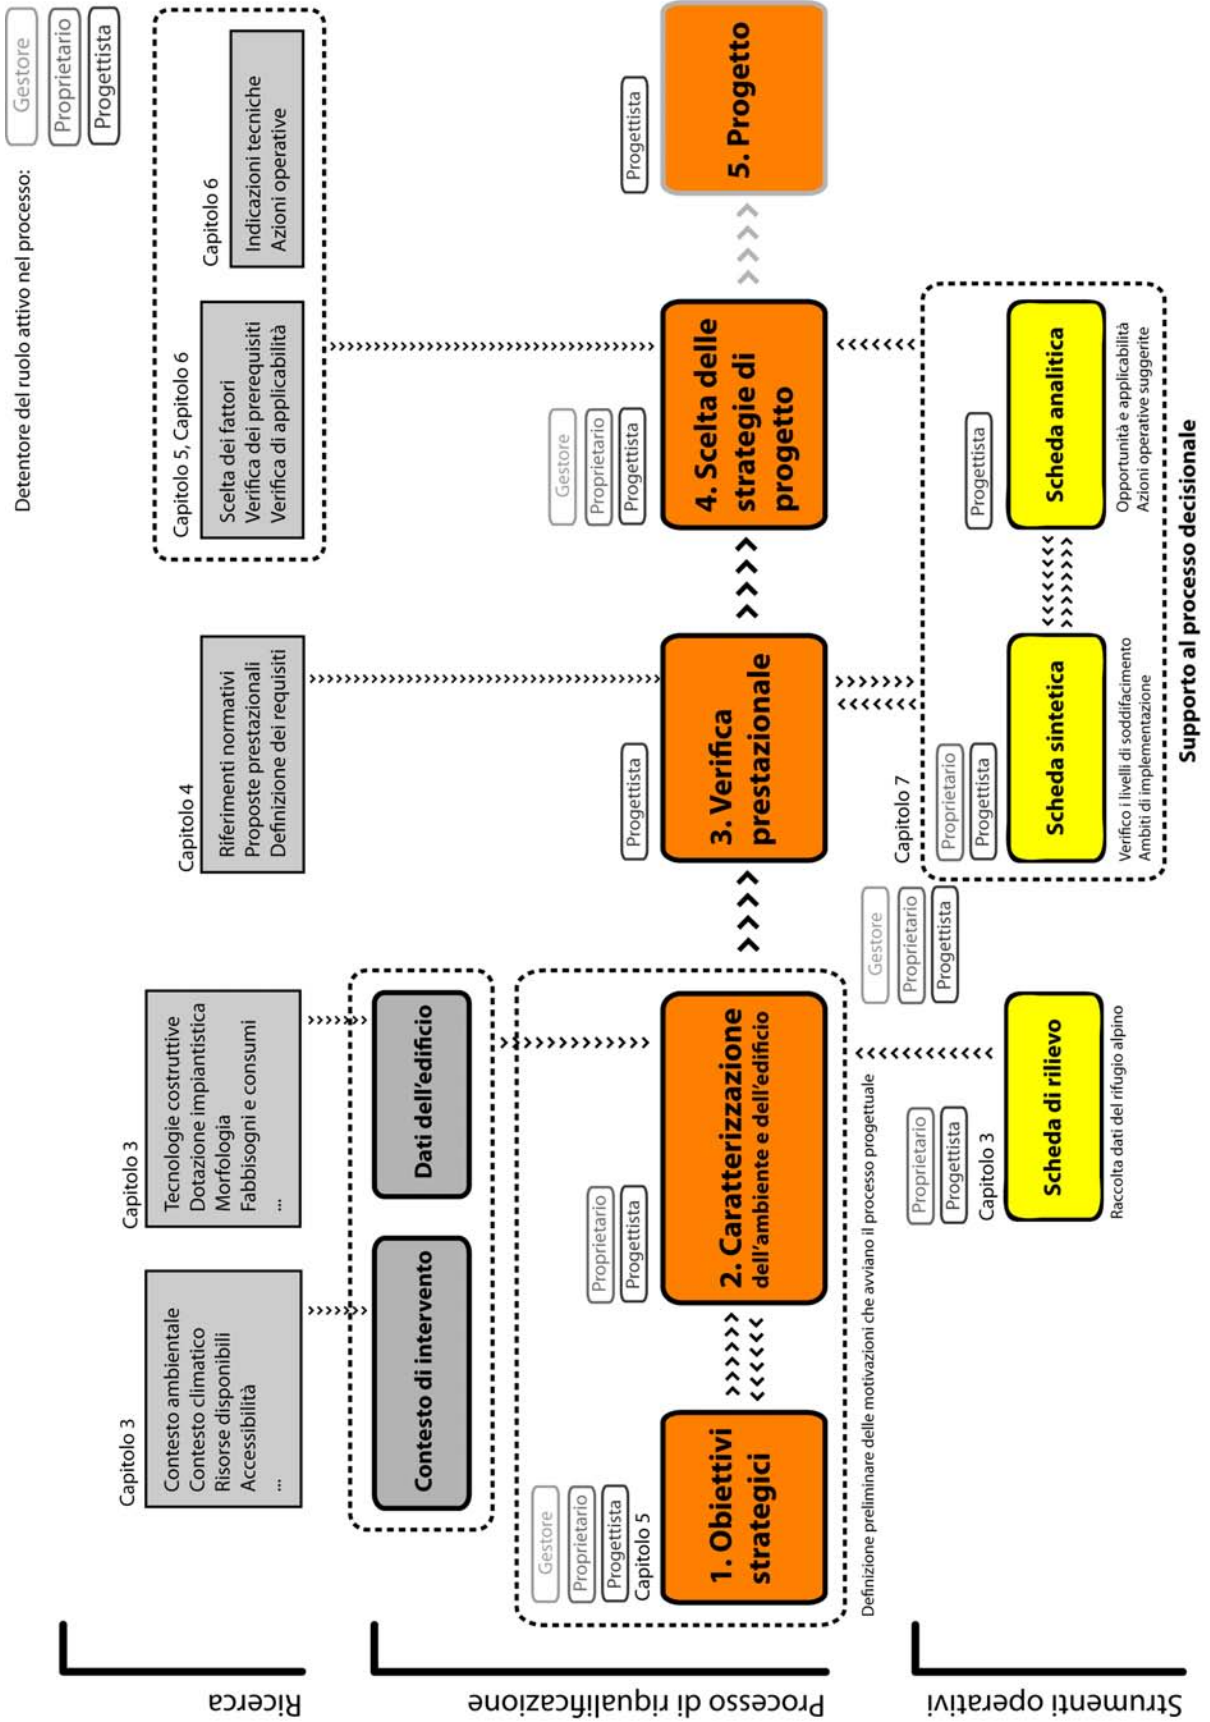 Detentore del ruolo attivo nel processo:
Gestore
Proprietario
Progettista
Ricerca
Capitolo 3
Contesto ambientale
Contesto climatico
Risorse disponibili
Accessibilità
...
Capitolo 3
Tecnologie costruttive
Dotazione impiantistica
Morfologia
Fabbisogni e consumi
...
Capitolo 4
Riferimenti normativi
Proposte prestazionali
Definizione dei requisiti
Capitolo 5, Capitolo 6
Scelta dei fattori
Verifica dei prerequisiti
Verifica di applicabilità
Capitolo 6
Indicazioni tecniche
Azioni operative
Processo di riqualificazione
Contesto di intervento
Dati dell'edificio
Gestore
Proprietario
Progettista
Capitolo 5
1. Obiettivi
strategici
Proprietario
Progettista
2. Caratterizzazione
dell'ambiente e dell'edificio
Progettista
3. Verifica
prestazionale
Gestore
Proprietario
Progettista
4. Scelta delle
strategie di
progetto
Progettista
5. Progetto
Definizione preliminare delle motivazioni che avviano il processo progettuale
Gestore
Proprietario
Progettista
Strumenti operativi
Proprietario
Progettista
Capitolo 3
Scheda di rilievo
Raccolta dati del rifugio alpino
Capitolo 7
Proprietario
Progettista
Scheda sintetica
Verifico i livelli di soddifacimento
Ambiti di implementazione
Progettista
Scheda analitica
Opportunità e applicabilità
Azioni operative suggerite
Supporto al processo decisionale